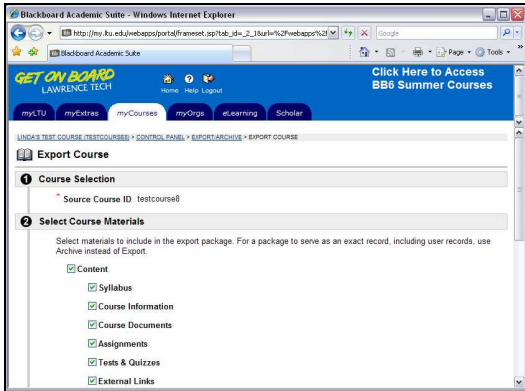 Blackboard Academic Suite - Windows Internet Explorer
http://my.ltu.edu/webapps/portal/frameset.jsp?tab_id=_2_1&url=%2fwebapps%2f
Google
Blackboard Academic Suite
Page Tools
GET ON BOARD
LAWRENCE TECH
Home Help Logout
Click Here to Access
BB6 Summer Courses
myLTU myExtras myCourses myOrgs eLearning Scholar
LINDA'S TEST COURSE (TESTCOURSE8) > CONTROL PANEL > EXPORT/ARCHIVE > EXPORT COURSE
Export Course
1 Course Selection
* Source Course ID testcourse8
2 Select Course Materials
Select materials to include in the export package. For a package to serve as an exact record, including user records, use
Archive instead of Export.
Content
Syllabus
Course Information
Course Documents
Assignments
Tests & Quizzes
External Links